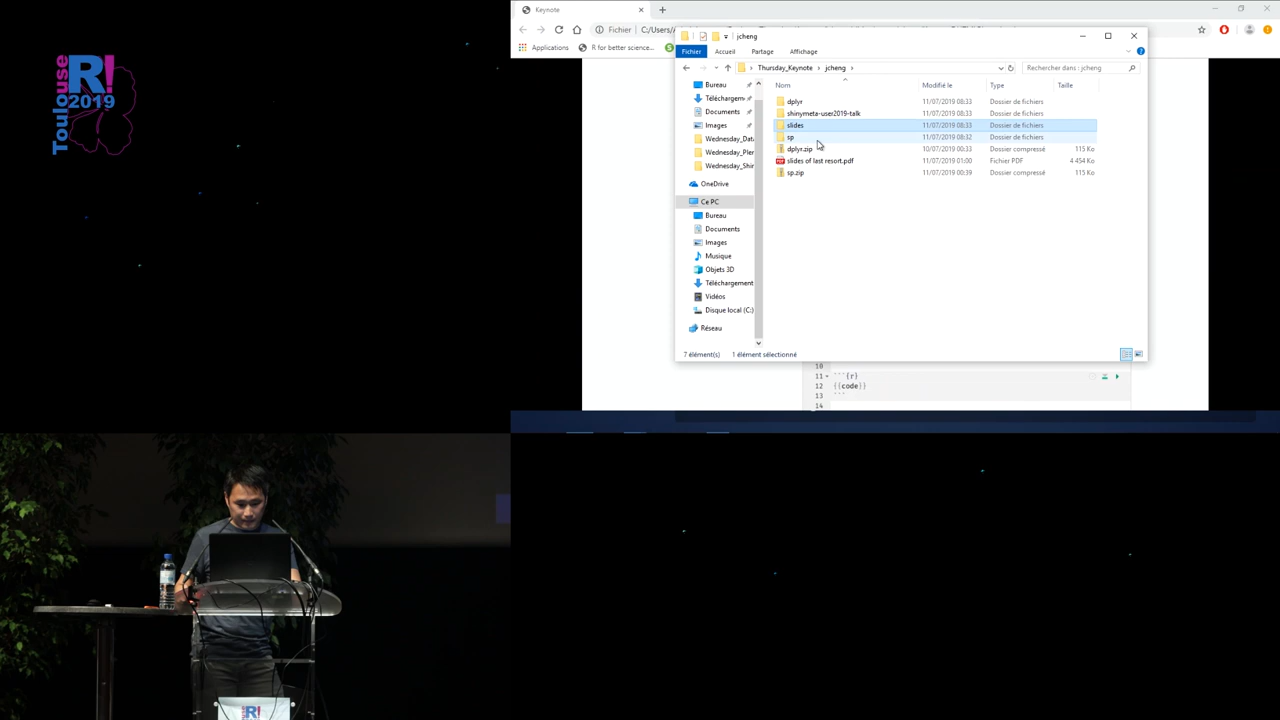 Toulouse
R!
2019
Keynote
Fichier
C:/Users/
Applications
R for better science...
jcheng
Fichier
Accueil
Partage
Affichage
Thursday_Keynote > jcheng >
Rechercher dans : jcheng
Nom
Modifié le
Type
Taille
dplyr
11/07/2019 08:33
Dossier de fichiers
shinymeta-user2019-talk
11/07/2019 08:33
Dossier de fichiers
slides
11/07/2019 08:33
Dossier de fichiers
sp
11/07/2019 08:32
Dossier de fichiers
dplyr.zip
10/07/2019 00:33
Dossier compressé
115 Ko
slides of last resort.pdf
11/07/2019 01:00
Fichier PDF
4 454 Ko
sp.zip
11/07/2019 00:39
Dossier compressé
115 Ko
Bureau
Téléchargem
Documents
Images
Wednesday_Dat
Wednesday_Plen
Wednesday_Shir
OneDrive
Ce PC
Bureau
Documents
Images
Musique
Objets 3D
Téléchargement
Vidéos
Disque local (C:)
Réseau
7 élément(s)
1 élément sélectionné
10
11 ```{r}
12 {{code}}
13 ```
14
R!
2019